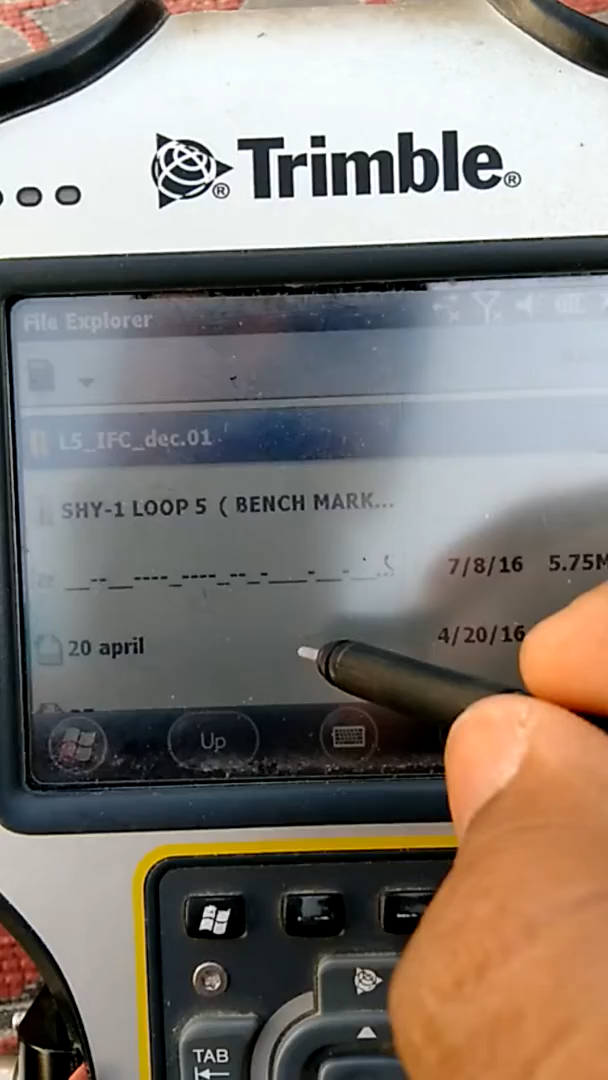 Trimble®
File Explorer
L5_IFC_dec.01
SHY-1 LOOP 5 ( BENCH MARK...
7/8/16 5.75M
20 april 4/20/16
Up
TAB